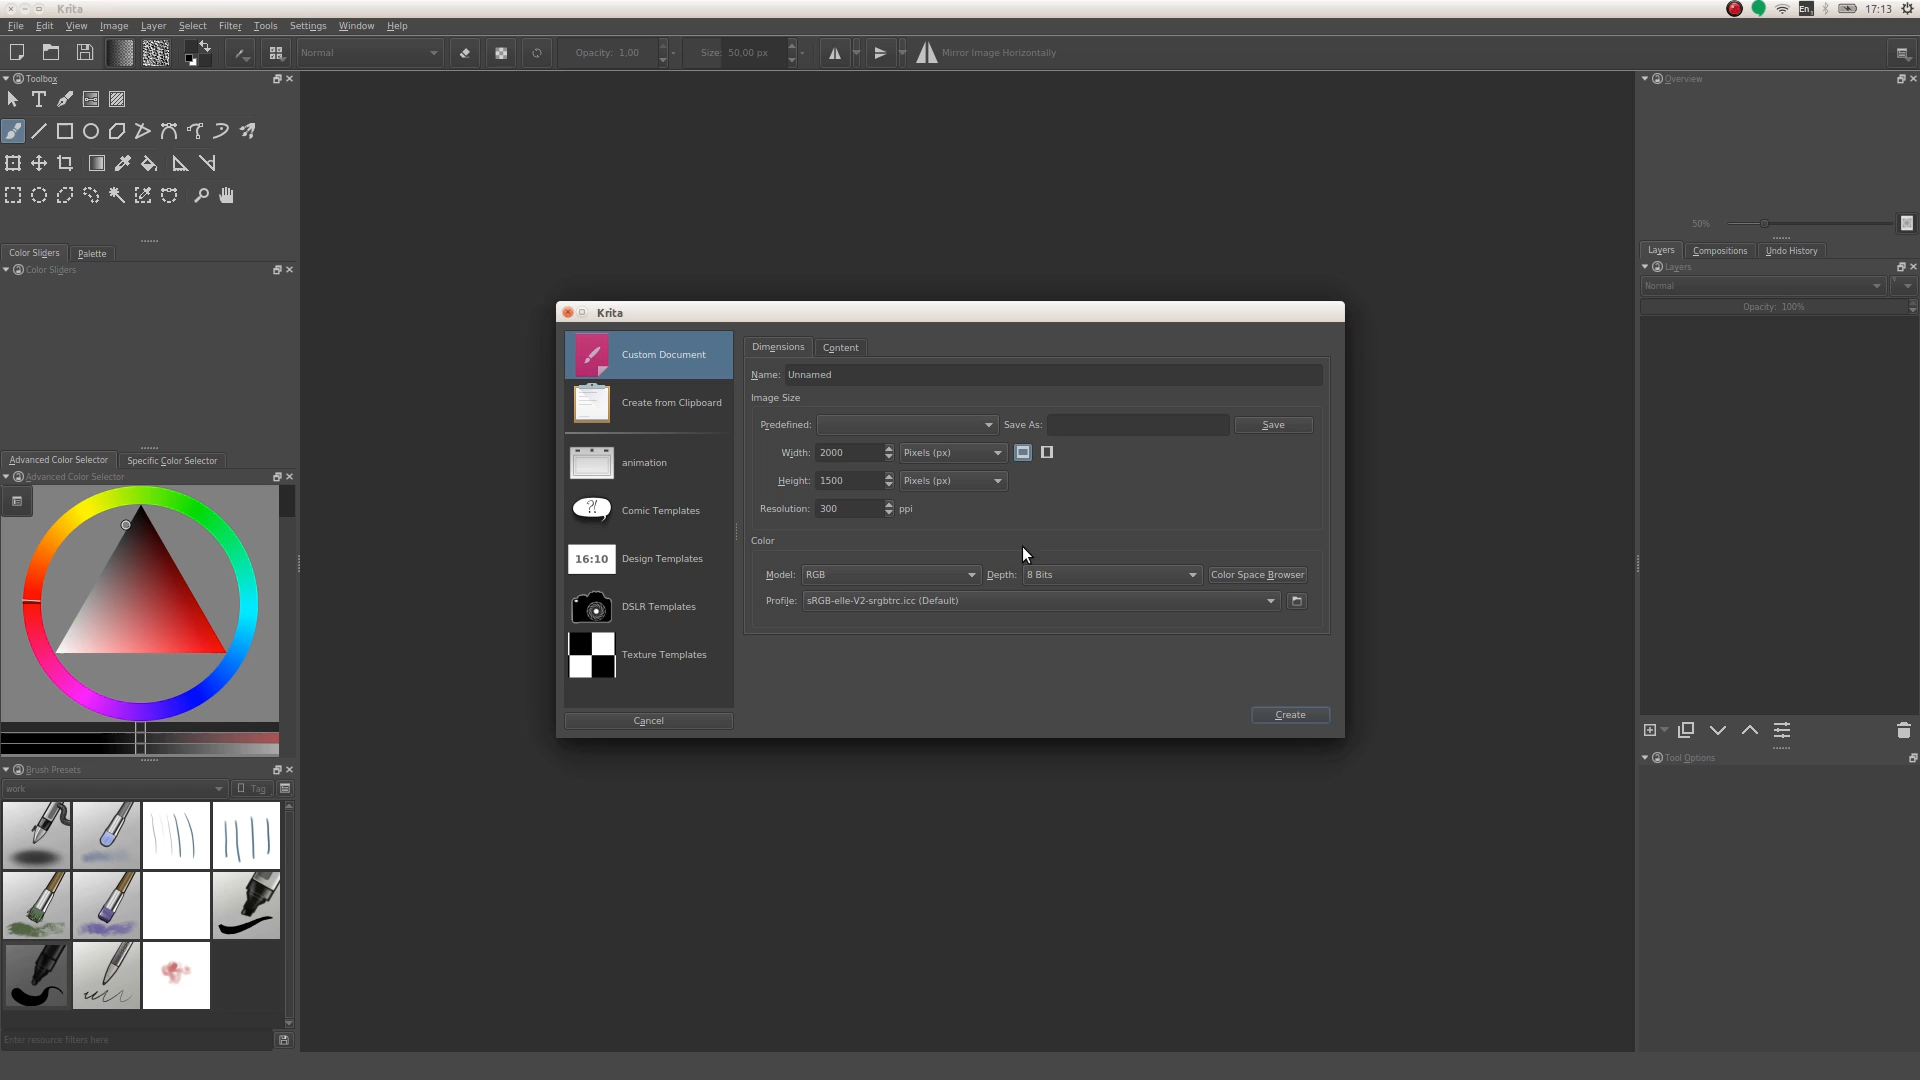 Krita
En
17:13
File Edit View Image Layer Select Filter Tools Settings Window Help
Normal
Opacity: 1,00
Size: 50,00 px
Mirror Image Horizontally
Toolbox
Color Sliders Palette
Color Sliders
Advanced Color Selector Specific Color Selector
Advanced Color Selector
Brush Presets
work
Tag
Enter resource filters here
Krita
Custom Document
Create from Clipboard
animation
?!
Comic Templates
16:10
Design Templates
DSLR Templates
Texture Templates
Cancel
Dimensions Content
Name: Unnamed
Image Size
Predefined: Save As: Save
Width: 2000 Pixels (px)
Height: 1500 Pixels (px)
Resolution: 300 ppi
Color
Model: RGB Depth: 8 Bits Color Space Browser
Profile: sRGB-elle-V2-srgbtrc.icc (Default)
Create
Overview
50%
Layers Compositions Undo History
Layers
Normal
Opacity: 100%
Tool Options